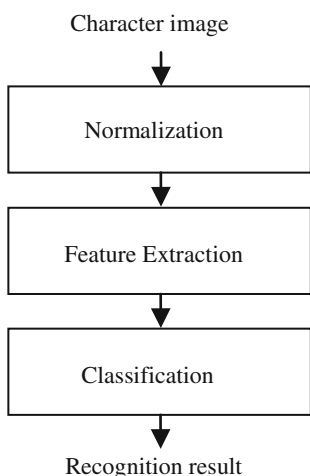 Character image
Normalization
Feature Extraction
Classification
Recognition result